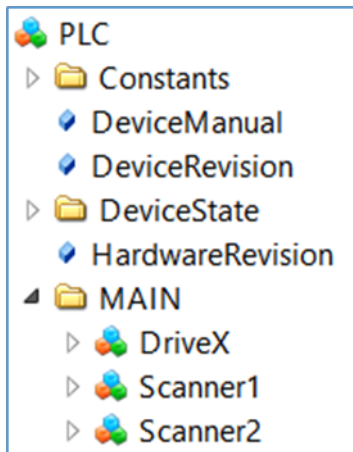 PLC
Constants
DeviceManual
DeviceRevision
DeviceState
HardwareRevision
MAIN
DriveX
Scanner1
Scanner2